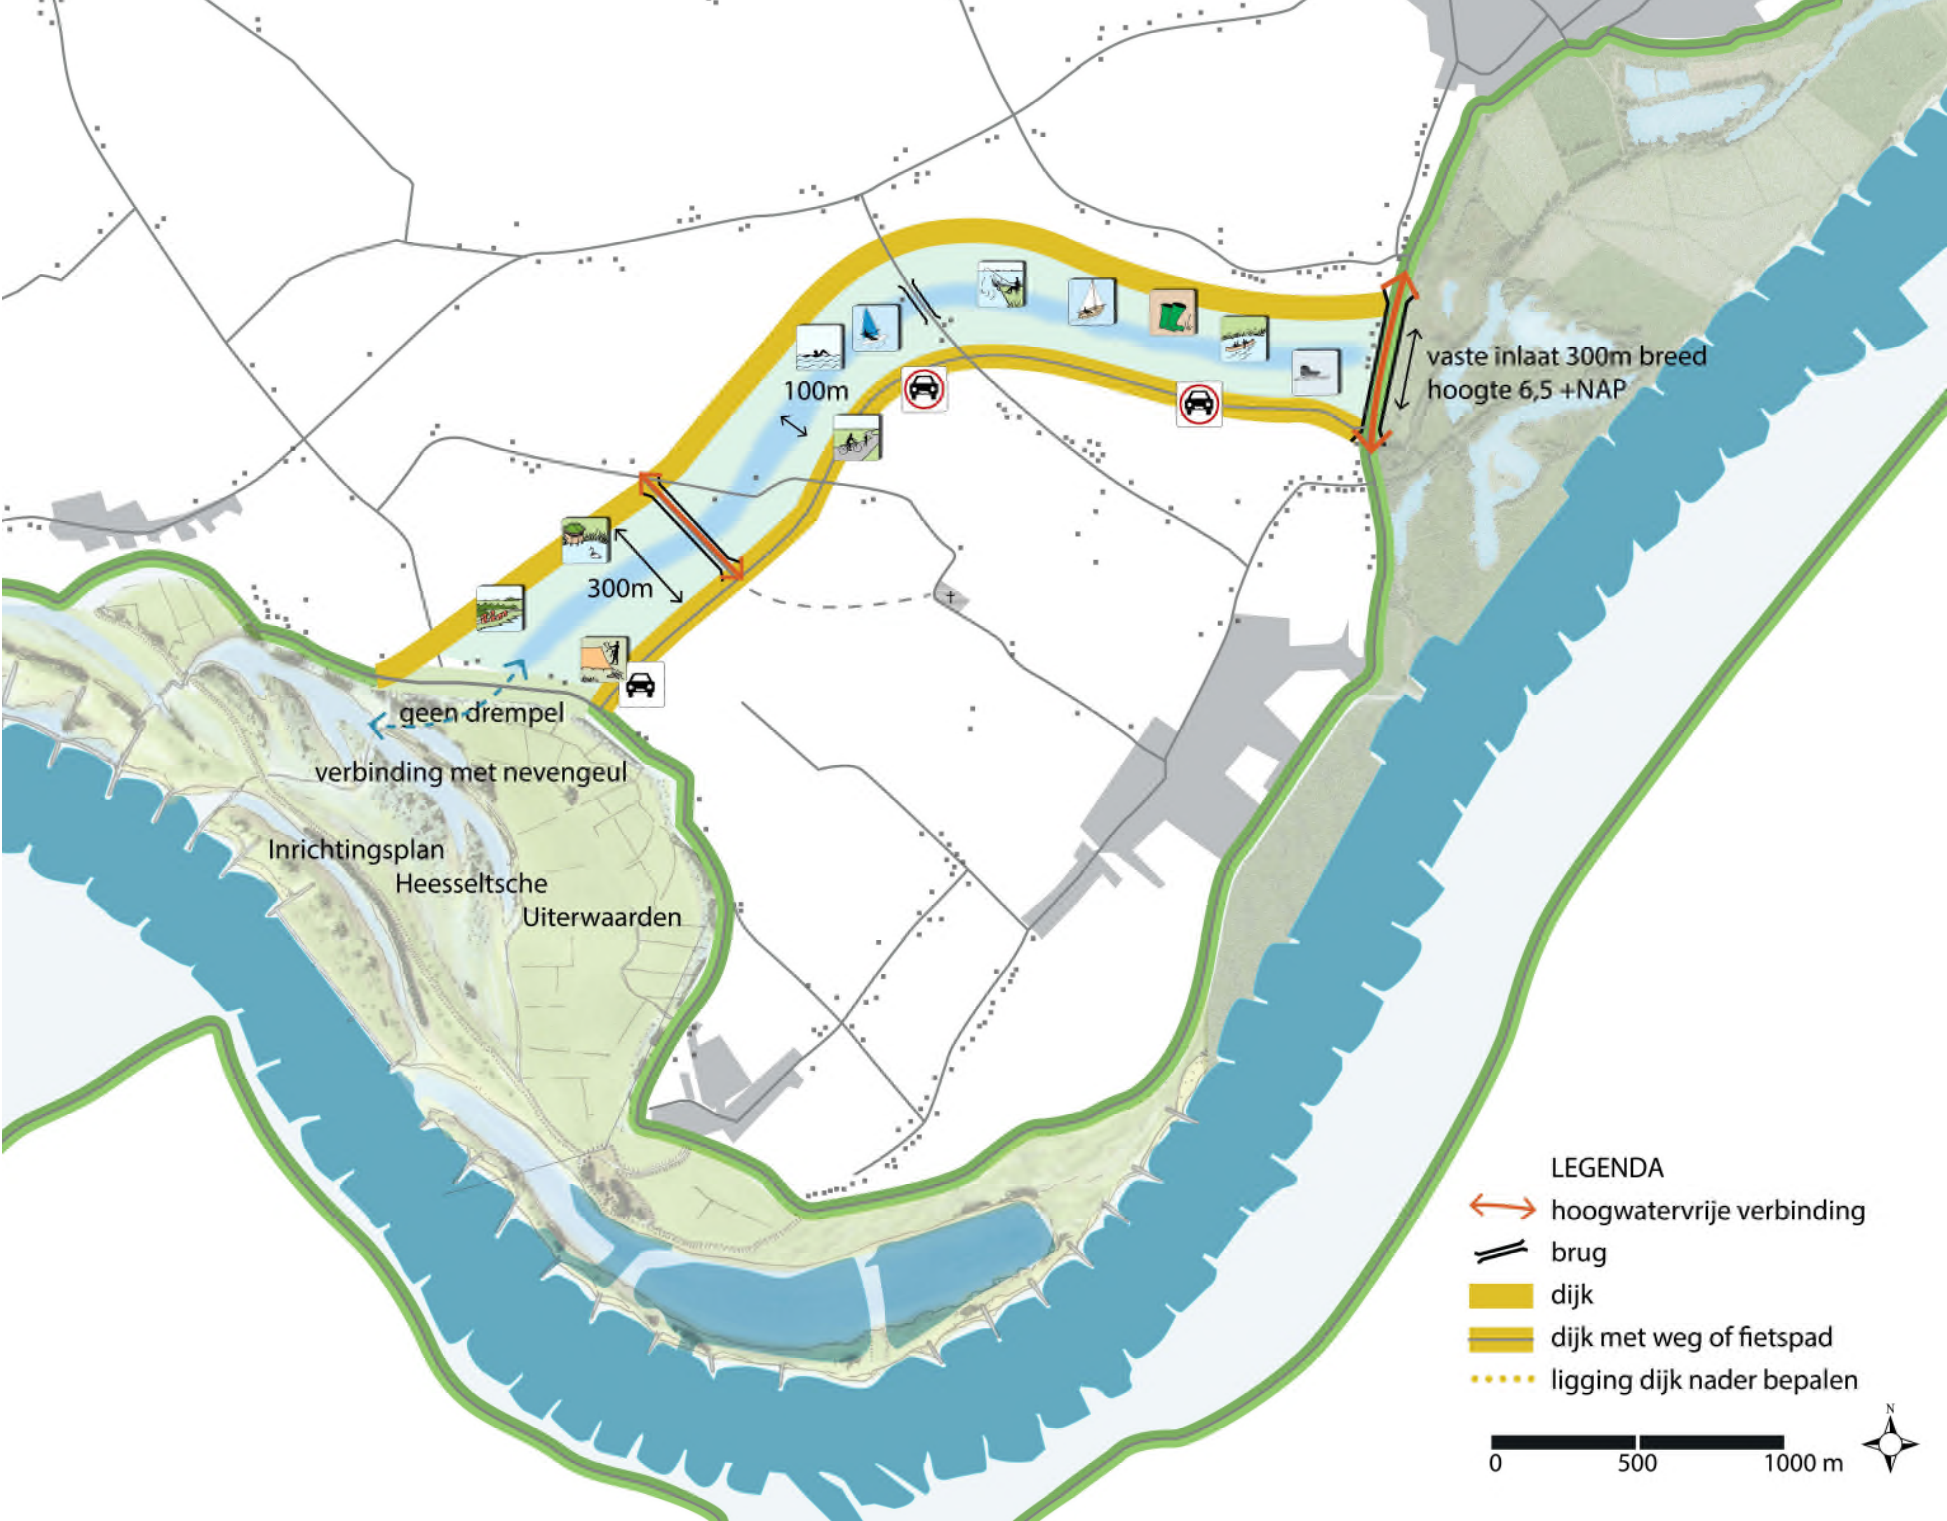 vaste inlaat 300m breed
hoogte 6,5 +NAP
100m
300m
geen drempel
verbinding met nevengeul
Inrichtingsplan
Heesseltsche
Uiterwaarden
LEGENDA
hoogwatervrije verbinding
brug
dijk
dijk met weg of fietspad
ligging dijk nader bepalen
N
0 500 1000 m